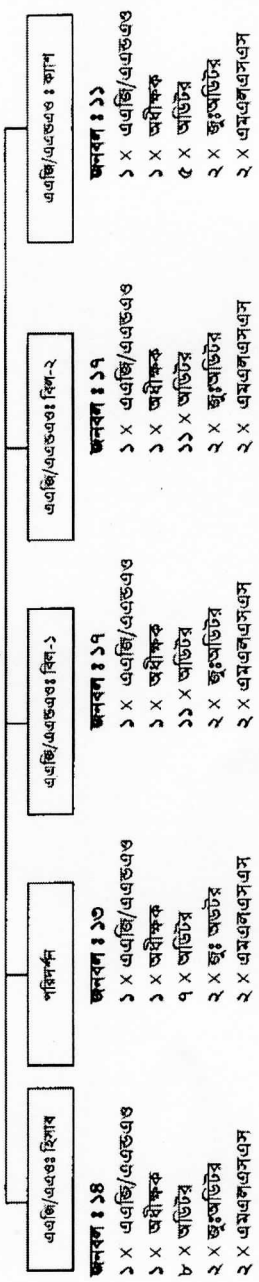 এএজি/এএওঃ হিসাব
জনবল ঃ ১৪
১ × এএজি/এএন্ডএও
১ × অধীক্ষক
৮ × অডিটর
২ × জুঃঅডিটর
২ × এমএলএসএস
পরিদর্শন
জনবল ঃ ১৩
১ × এএজি/এএন্ডএও
১ × অধীক্ষক
৭ × অডিটর
২ × জুঃ অডটর
২ × এমএলএসএস
এএজি/এএন্ডএওঃ বিল-১
জনবল ঃ ১৭
১ × এএজি/এএন্ডএও
১ × অধীক্ষক
১১ × অডিটর
২ × জুঃঅডিটর
২ × এমএলএসএস
এএজি/এএন্ডএওঃ বিল-২
জনবল ঃ ১৭
১ × এএজি/এএন্ডএও
১ × অধীক্ষক
১১ × অডিটর
২ × জুঃঅডিটর
২ × এমএলএসএস
এএজি/এএন্ডএও ঃ ক্যাশ
জনবল ঃ ১১
১ × এএজি/এএন্ডএও
১ × অধীক্ষক
৫ × অডিটর
২ × জুঃঅডিটর
২ × এমএলএসএস